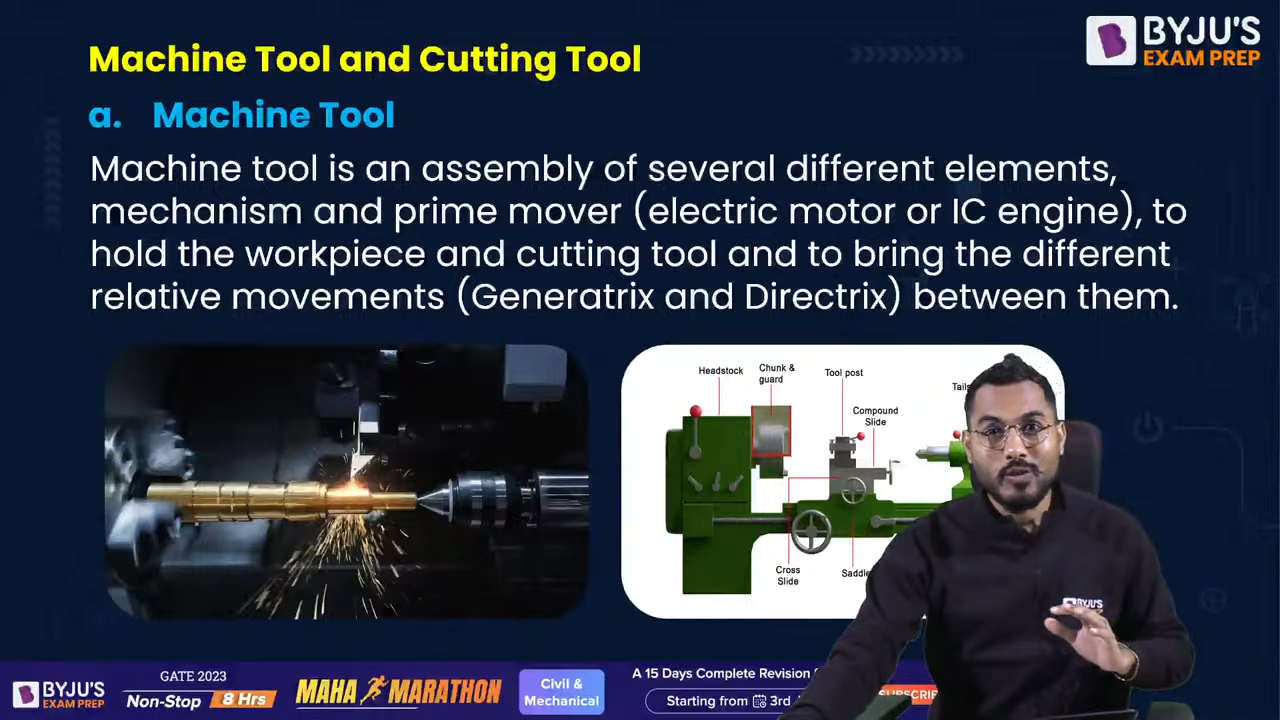 BYJU'S
EXAM PREP
Machine Tool and Cutting Tool
a. Machine Tool
Machine tool is an assembly of several different elements,
mechanism and prime mover (electric motor or IC engine), to
hold the workpiece and cutting tool and to bring the different
relative movements (Generatrix and Directrix) between them.
Headstock
Chunk &
guard
Tool post
Compound
Slide
Cross
Slide
BYJU'S
BYJU'S
EXAM PREP
GATE 2023
Non-Stop 8 Hrs
MAHA MARATHON
Civil &
Mechanical
A 15 Days Complete Revision
Starting from 3rd